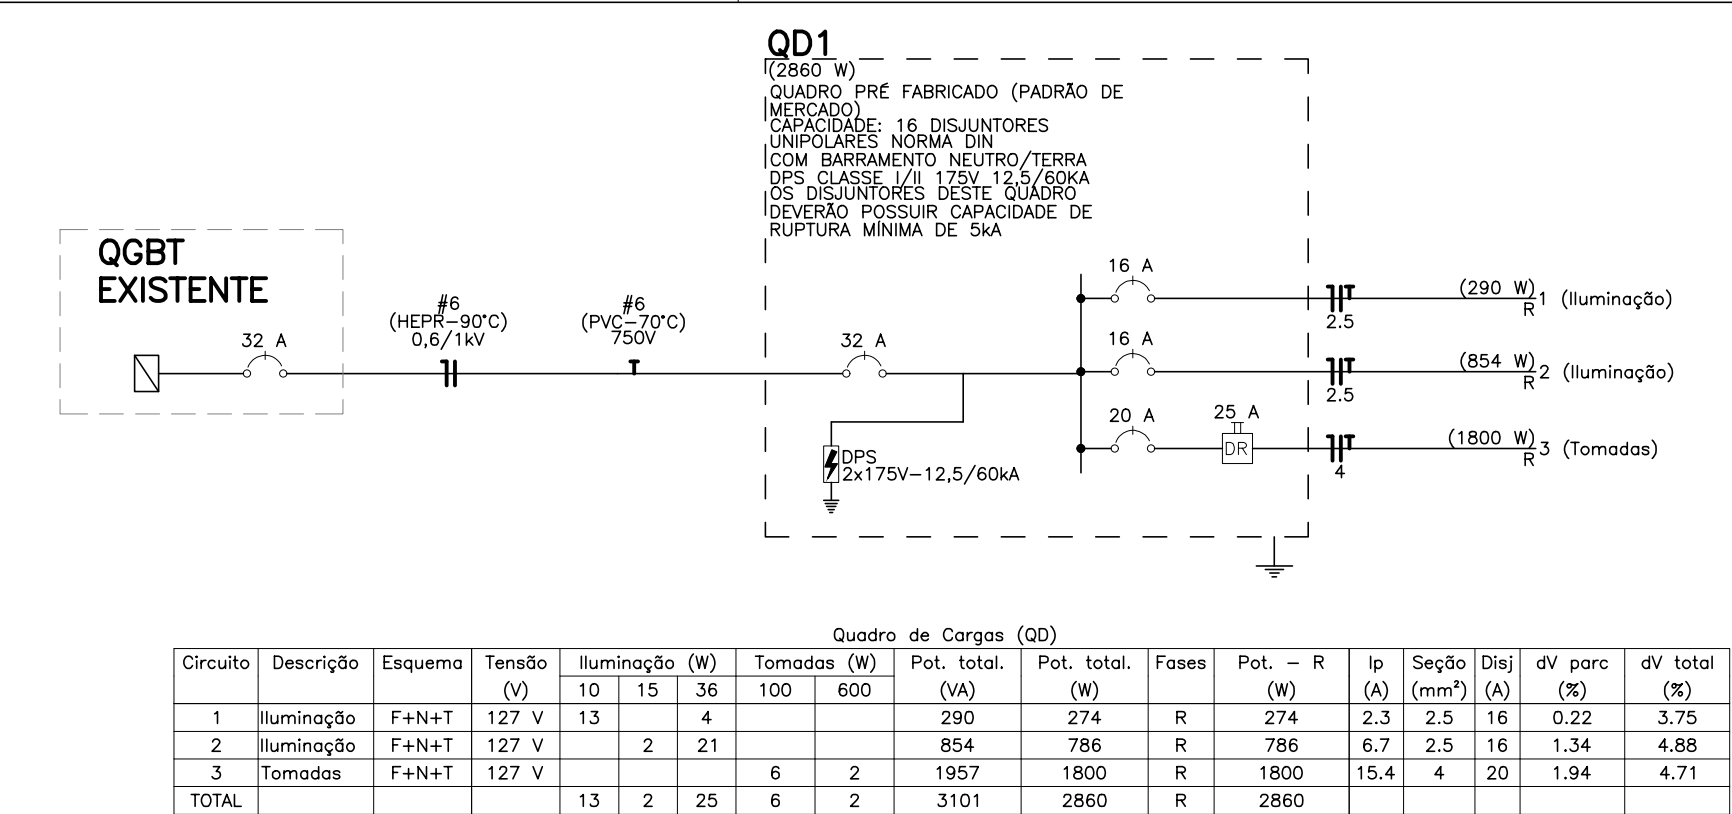 QD1
(2860 W)
QUADRO PRÉ FABRICADO (PADRÃO DE
MERCADO)
CAPACIDADE: 16 DISJUNTORES
UNIPOLARES NORMA DIN
COM BARRAMENTO NEUTRO/TERRA
DPS CLASSE I/II 175V 12,5/60KA
OS DISJUNTORES DESTE QUADRO
DEVERÃO POSSUIR CAPACIDADE DE
RUPTURA MÍNIMA DE 5kA
QGBT
EXISTENTE
32 A
#6
(HEPR-90°C)
0,6/1kV
#6
(PVC-70°C)
750V
32 A
DPS
2x175V-12,5/60kA
16 A
2.5
(290 W)
R
1 (Iluminação)
16 A
2.5
(854 W)
R
2 (Iluminação)
20 A
25 A
DR
4
(1800 W)
R
3 (Tomadas)
Quadro de Cargas (QD)
Circuito Descrição Esquema Tensão Iluminação (W) Tomadas (W) Pot. total. Pot. total. Fases Pot. - R Ip Seção Disj dV parc dV total
(V) 10 15 36 100 600 (VA) (W) (W) (A) (mm²) (A) (%) (%)
1 Iluminação F+N+T 127 V 13 4 290 274 R 274 2.3 2.5 16 0.22 3.75
2 Iluminação F+N+T 127 V 2 21 854 786 R 786 6.7 2.5 16 1.34 4.88
3 Tomadas F+N+T 127 V 6 2 1957 1800 R 1800 15.4 4 20 1.94 4.71
TOTAL 13 2 25 6 2 3101 2860 R 2860